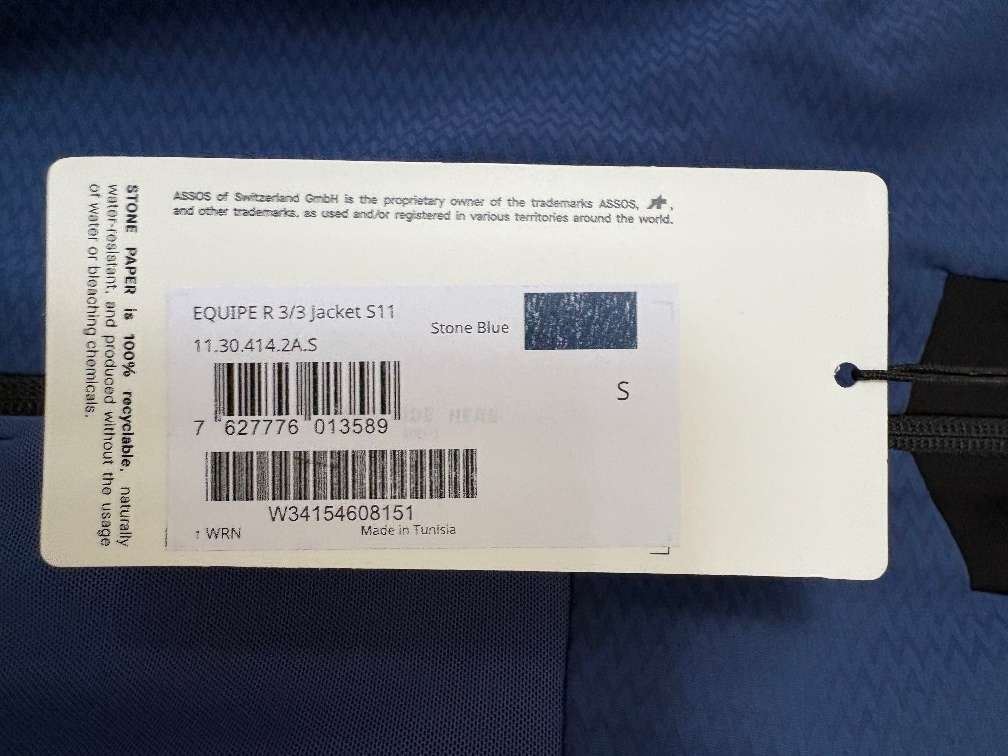 ASSOS of Switzerland GmbH is the proprietary owner of the trademarks ASSOS, ,
and other trademarks, as used and/or registered in various territories around the world.
STONE PAPER is 100% recyclable, naturally
water-resistant, and produced without the usage
of water or bleaching chemicals.
EQUIPE R 3/3 Jacket S11
Stone Blue
11.30.414.2A.S
S
7 627776 013589
W34154608151
WRN
Made in Tunisia